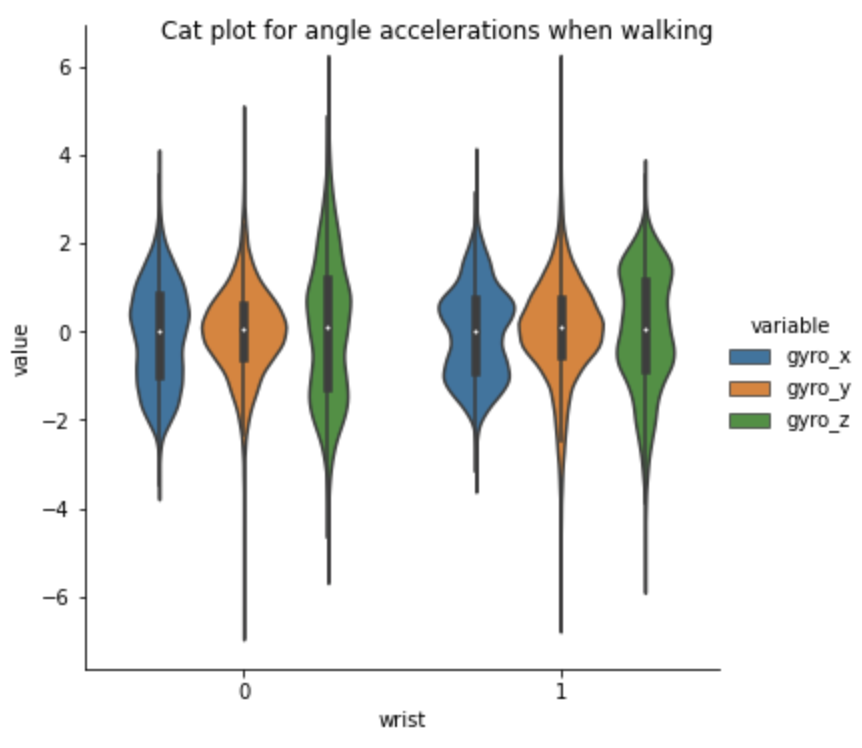 Cat plot for angle accelerations when walking
6
4
2
0
−2
−4
−6
value
0
1
wrist
variable
gyro_x
gyro_y
gyro_z